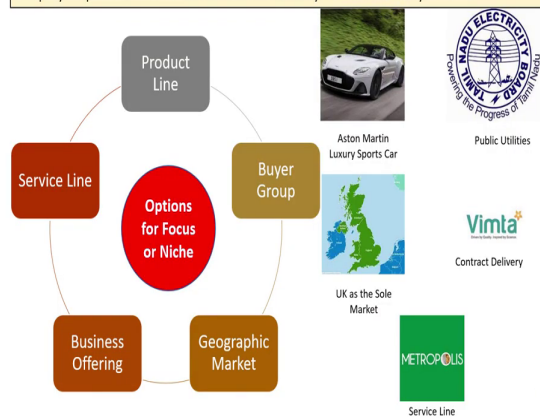 Product
Line
Buyer
Group
Geographic
Market
Business
Offering
Service Line
Options
for Focus
or Niche
Aston Martin
Luxury Sports Car
TAMIL NADU ELECTRICITY BOARD
Powering the Progress of Tamil Nadu
Public Utilities
UK as the Sole
Market
Vimta
Contract Delivery
METROPOLIS
Service Line